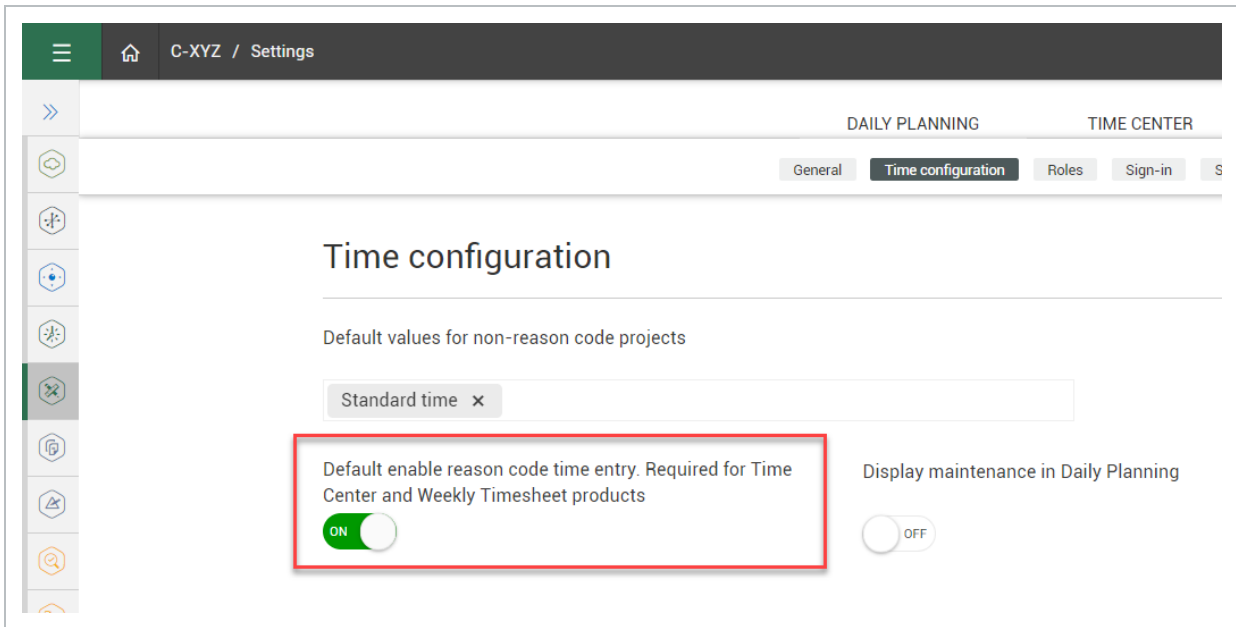 C-XYZ / Settings
DAILY PLANNING TIME CENTER
General Time configuration Roles Sign-in S
Time configuration
Default values for non-reason code projects
Standard time ×
Default enable reason code time entry. Required for Time
Center and Weekly Timesheet products
Display maintenance in Daily Planning
ON
OFF